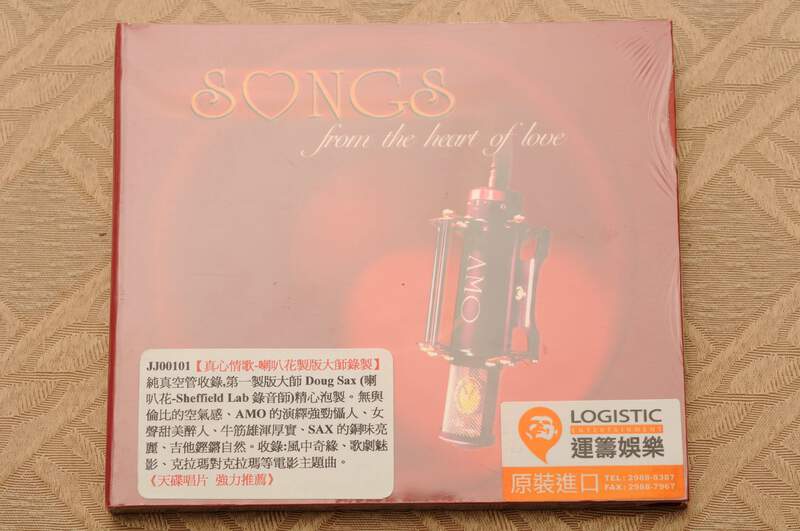 SONGS
from the heart of love
AMO
JJ00101【真心情歌-喇叭花製版大師錄製】
純真空管收錄,第一製版大師 Doug Sax (喇
叭花-Sheffield Lab 錄音師)精心泡製。無與
倫比的空氣感、AMO 的演繹強勁懾人、女
聲甜美醉人、牛筋雄渾厚實、SAX 的銅味亮
麗、吉他鏗鏘自然。收錄:風中奇緣、歌劇魅
影、克拉瑪對克拉瑪等電影主題曲。
《天碟唱片 強力推薦》
LOGISTIC
ENTERTAINMENT
運籌娛樂
原裝進口
TEL: 2988-8387
FAX: 2988-7967